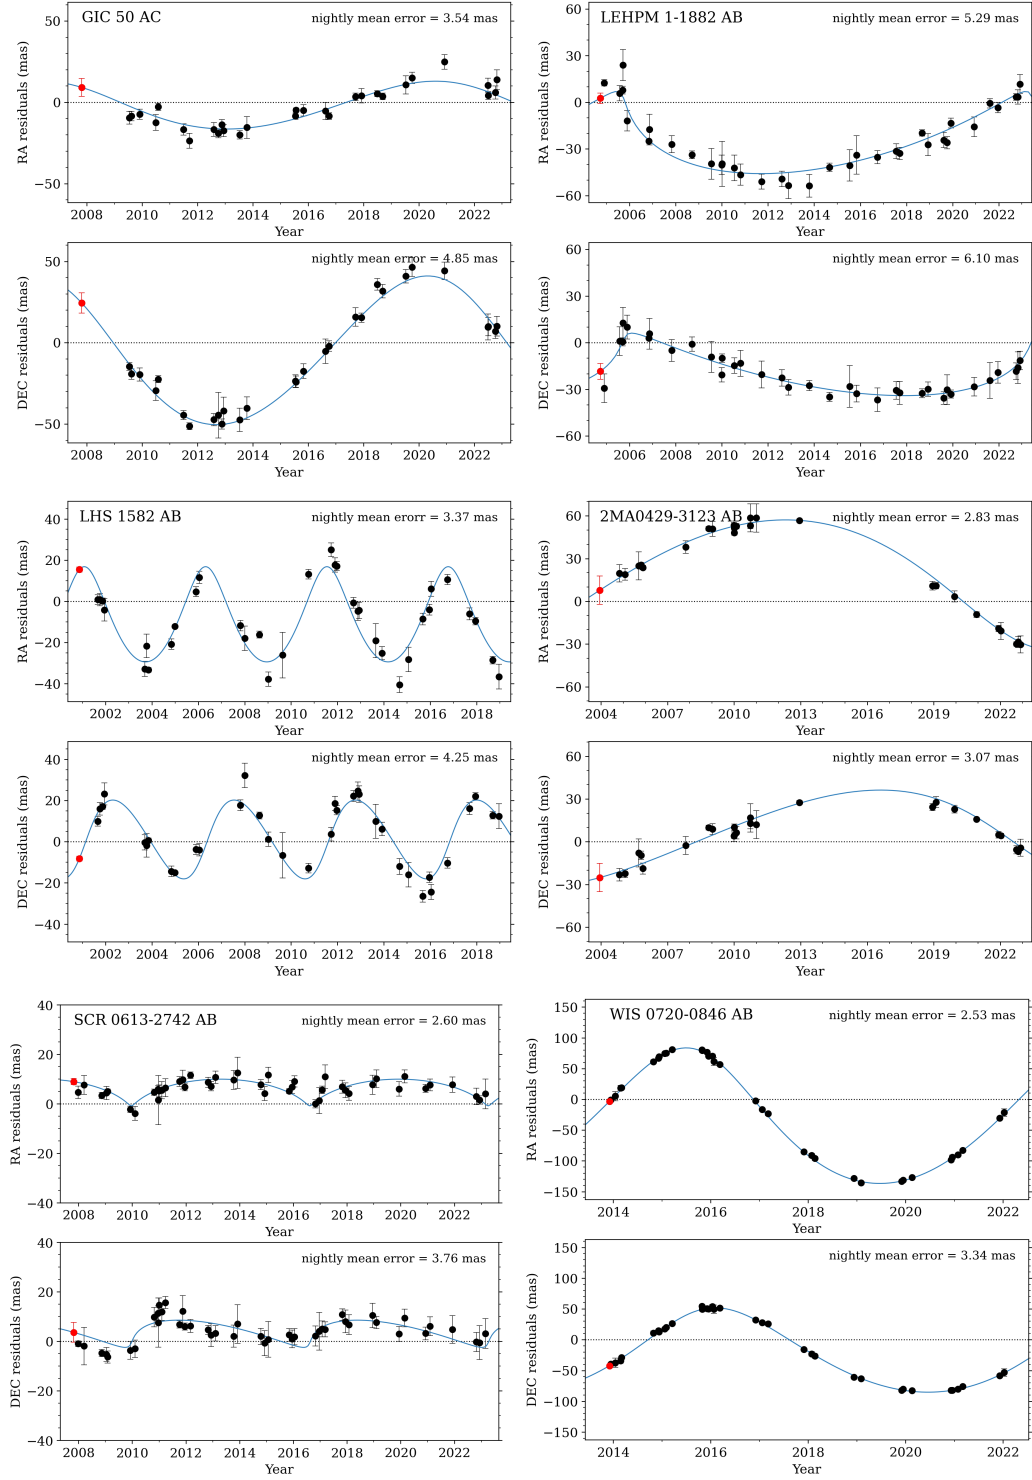 GIC 50 AC
nightly mean error = 3.54 mas
RA residuals (mas)
50
0
−50
2008 2010 2012 2014 2016 2018 2020 2022
Year
nightly mean error = 4.85 mas
DEC residuals (mas)
50
0
−50
2008 2010 2012 2014 2016 2018 2020 2022
Year
LEHPM 1-1882 AB
nightly mean error = 5.29 mas
RA residuals (mas)
60
30
0
−30
−60
2006 2008 2010 2012 2014 2016 2018 2020 2022
Year
nightly mean error = 6.10 mas
DEC residuals (mas)
60
30
0
−30
−60
2006 2008 2010 2012 2014 2016 2018 2020 2022
Year
LHS 1582 AB
nightly mean erorr = 3.37 mas
RA residuals (mas)
40
20
0
−20
−40
2002 2004 2006 2008 2010 2012 2014 2016 2018
Year
nightly mean error = 4.25 mas
DEC residuals (mas)
40
20
0
−20
−40
2002 2004 2006 2008 2010 2012 2014 2016 2018
Year
2MA0429-3123 AB
nightly mean error = 2.83 mas
RA residuals (mas)
60
30
0
−30
−60
2004 2007 2010 2013 2016 2019 2022
Year
nightly mean error = 3.07 mas
DEC residuals (mas)
60
30
0
−30
−60
2004 2007 2010 2013 2016 2019 2022
Year
SCR 0613-2742 AB
nightly mean error = 2.60 mas
RA residuals (mas)
40
20
0
−20
−40
2008 2010 2012 2014 2016 2018 2020 2022
Year
nightly mean error = 3.76 mas
DEC residuals (mas)
40
20
0
−20
−40
2008 2010 2012 2014 2016 2018 2020 2022
Year
WIS 0720-0846 AB
nightly mean error = 2.53 mas
RA residuals (mas)
150
100
50
0
−50
−100
−150
2014 2016 2018 2020 2022
Year
nightly mean error = 3.34 mas
DEC residuals (mas)
150
100
50
0
−50
−100
−150
2014 2016 2018 2020 2022
Year